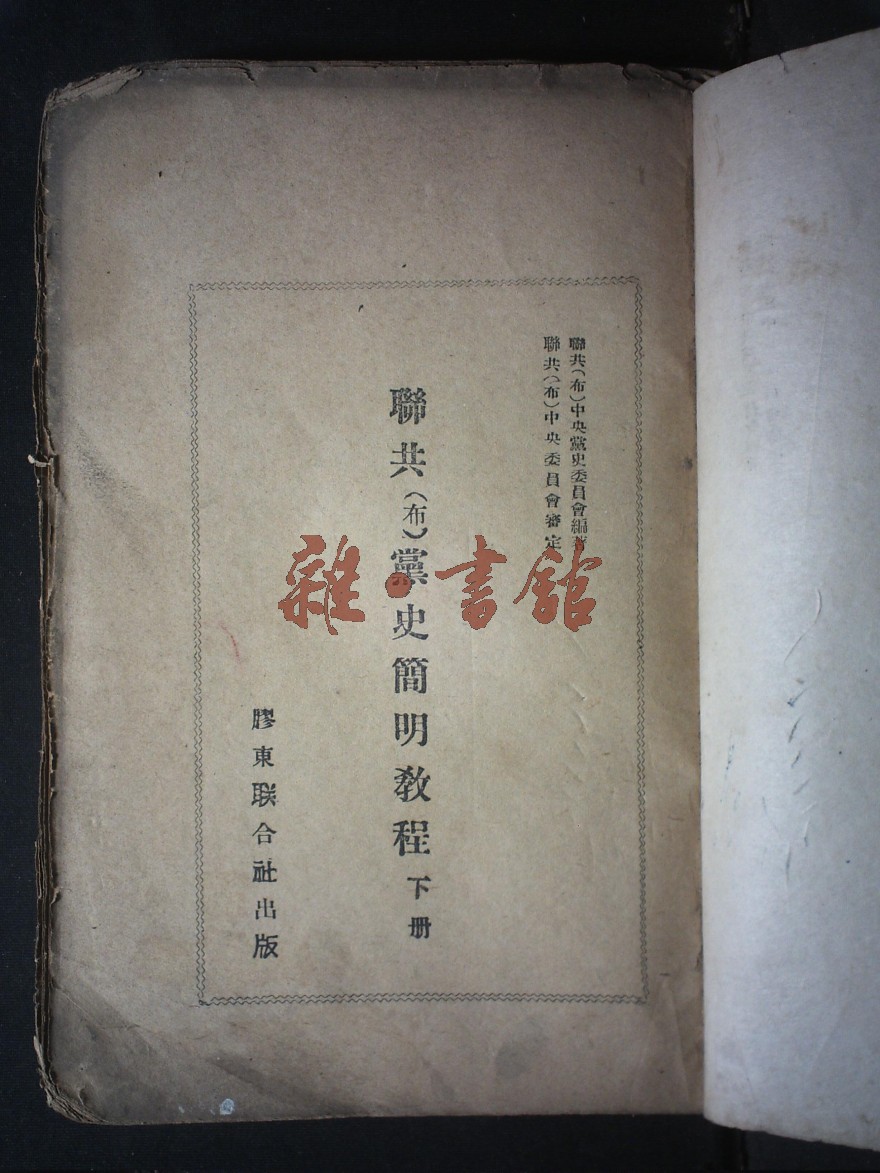 聯共(布)中央黨史委員會編著
聯共(布)中央委員會審定
聯共(布)黨史簡明教程 下册
膠東联合社出版
雜·書館